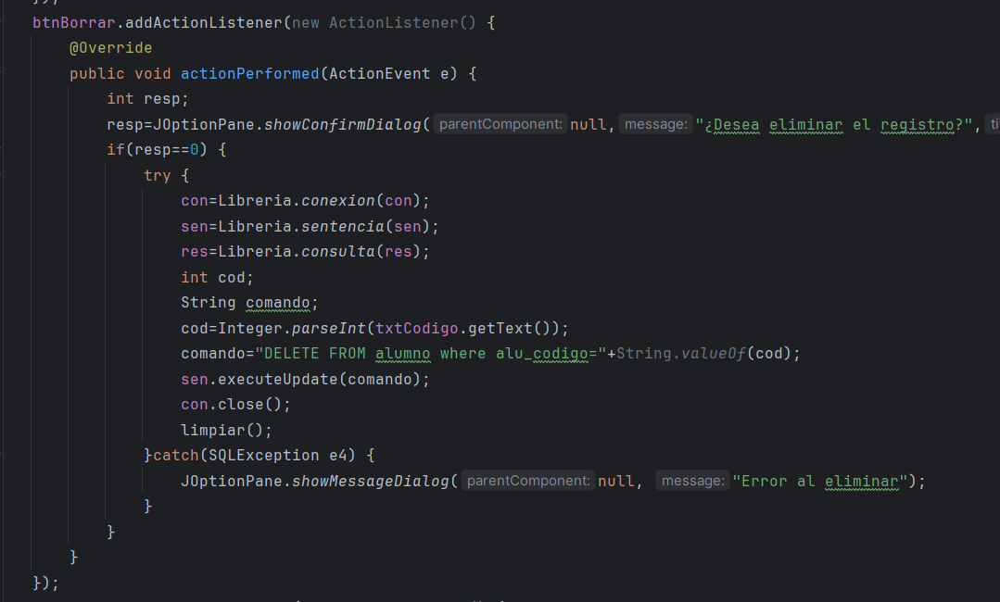 btnBorrar.addActionListener(new ActionListener() {
@Override
public void actionPerformed(ActionEvent e) {
int resp;
resp=JOptionPane.showConfirmDialog( parentComponent: null, message: "¿Desea eliminar el registro?", ti
if(resp==0) {
try {
con=Libreria.conexion(con);
sen=Libreria.sentencia(sen);
res=Libreria.consulta(res);
int cod;
String comando;
cod=Integer.parseInt(txtCodigo.getText());
comando="DELETE FROM alumno where alu_codigo="+String.valueOf(cod);
sen.executeUpdate(comando);
con.close();
limpiar();
}catch(SQLException e4) {
JOptionPane.showMessageDialog( parentComponent: null, message: "Error al eliminar");
}
}
}
});